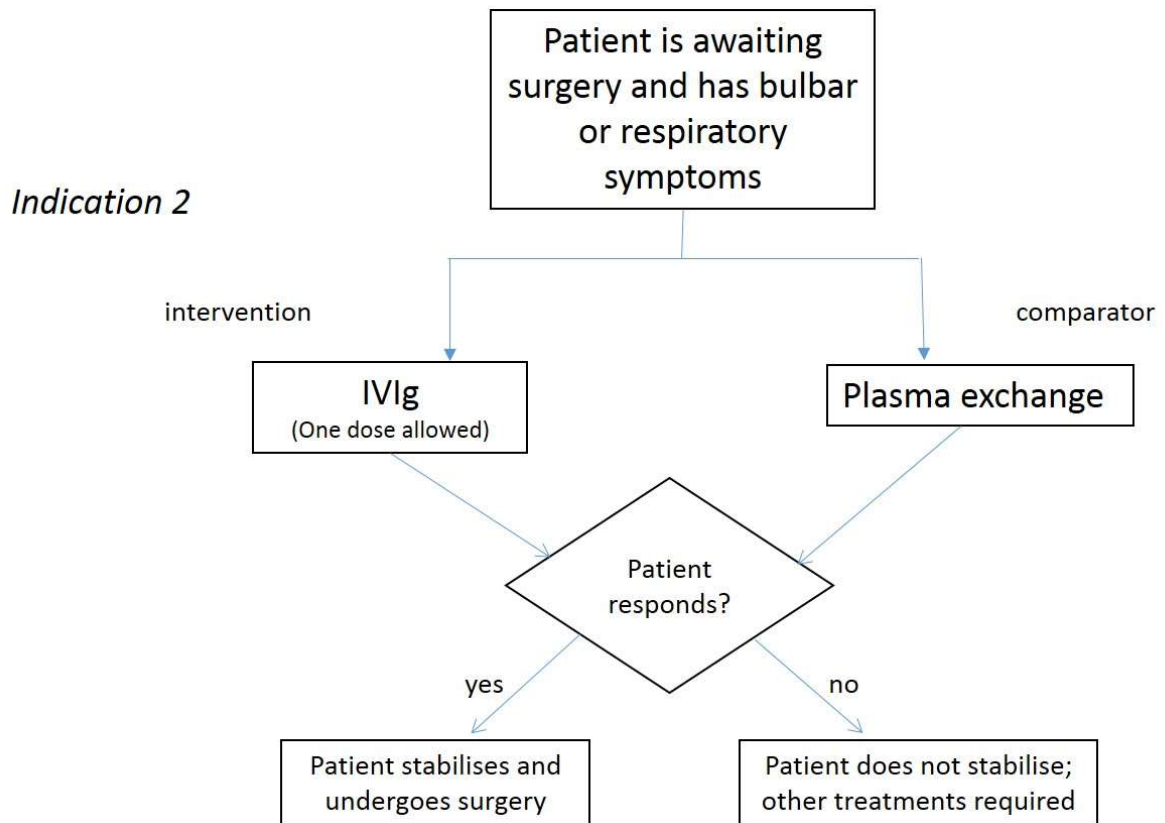 Patient is awaiting
surgery and has bulbar
or respiratory
symptoms
Indication 2
intervention
comparator
IVIg
(One dose allowed)
Plasma exchange
Patient
responds?
yes
no
Patient stabilises and
undergoes surgery
Patient does not stabilise;
other treatments required